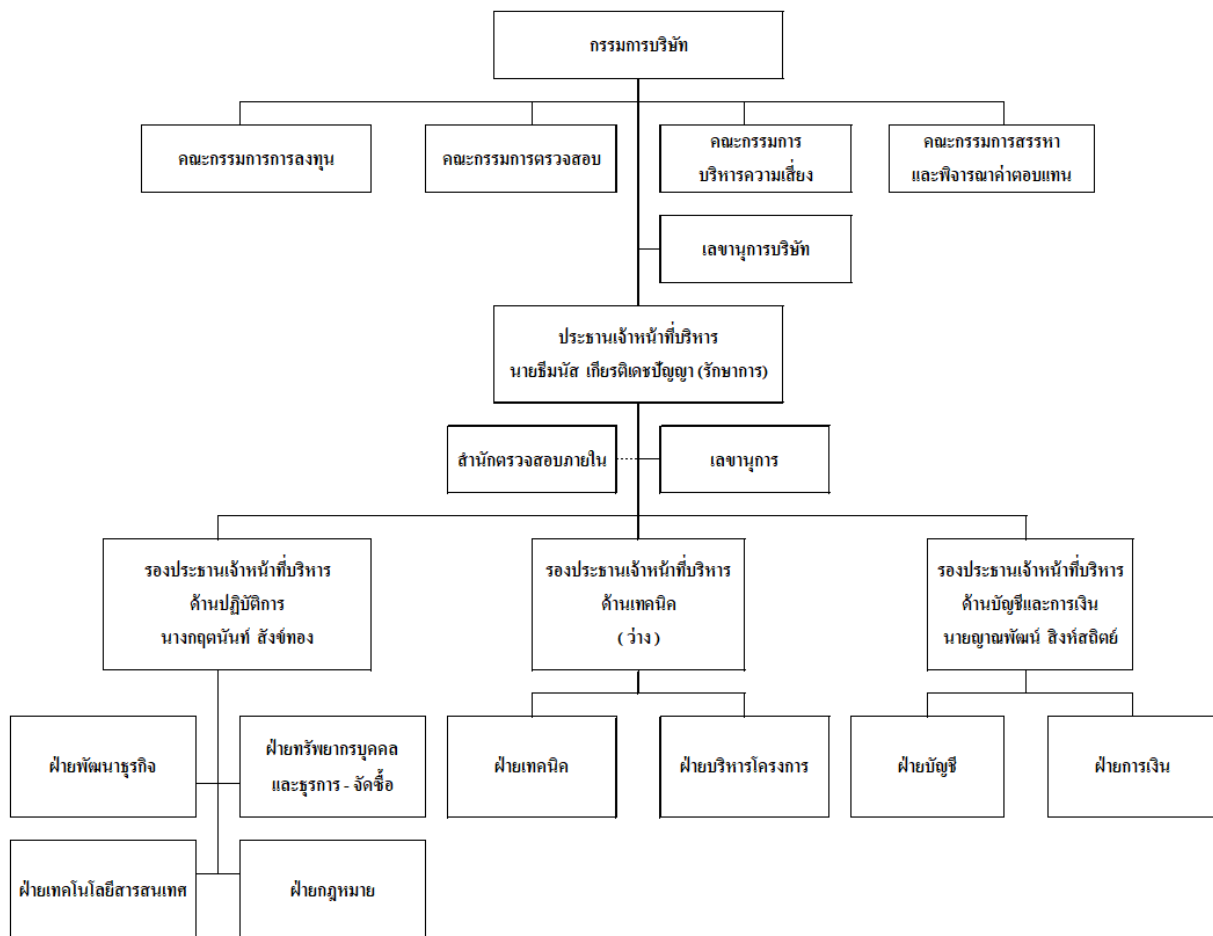 กรรมการบริษัท
คณะกรรมการการลงทุน
คณะกรรมการตรวจสอบ
คณะกรรมการ
บริหารความเสี่ยง
คณะกรรมการสรรหา
และพิจารณาค่าตอบแทน
เลขานุการบริษัท
ประธานเจ้าหน้าที่บริหาร
นายธีมนัส เกียรติเดชปัญญา (รักษาการ)
สำนักตรวจสอบภายใน
เลขานุการ
รองประธานเจ้าหน้าที่บริหาร
ด้านปฏิบัติการ
นางกฤตนันท์ สังข์ทอง
รองประธานเจ้าหน้าที่บริหาร
ด้านเทคนิค
( ว่าง )
รองประธานเจ้าหน้าที่บริหาร
ด้านบัญชีและการเงิน
นายญาณพัฒน์ สิงห์สถิตย์
ฝ่ายพัฒนาธุรกิจ
ฝ่ายทรัพยากรบุคคล
และธุรการ - จัดซื้อ
ฝ่ายเทคนิค
ฝ่ายบริหารโครงการ
ฝ่ายบัญชี
ฝ่ายการเงิน
ฝ่ายเทคโนโลยีสารสนเทศ
ฝ่ายกฎหมาย